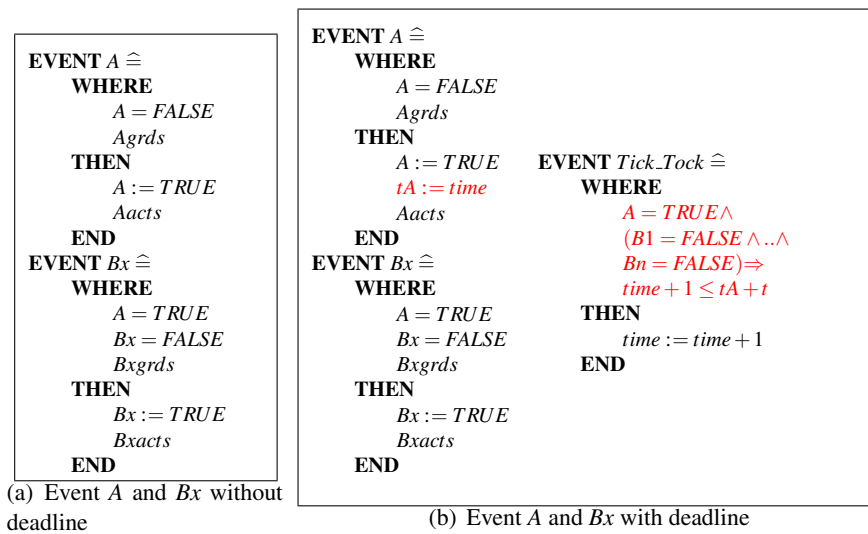 EVENT A ≙
WHERE
A = FALSE
Agrds
THEN
A := TRUE
Aacts
END
EVENT Bx ≙
WHERE
A = TRUE
Bx = FALSE
Bxgrds
THEN
Bx := TRUE
Bxacts
END
(a) Event A and Bx without
deadline
EVENT A ≙
WHERE
A = FALSE
Agrds
THEN
A := TRUE
tA := time
Aacts
END
EVENT Bx ≙
WHERE
A = TRUE
Bx = FALSE
Bxgrds
THEN
Bx := TRUE
Bxacts
END
EVENT Tick_Tock ≙
WHERE
A = TRUE ∧
(B1 = FALSE ∧ .. ∧
Bn = FALSE) ⇒
time + 1 ≤ tA + t
THEN
time := time + 1
END
(b) Event A and Bx with deadline